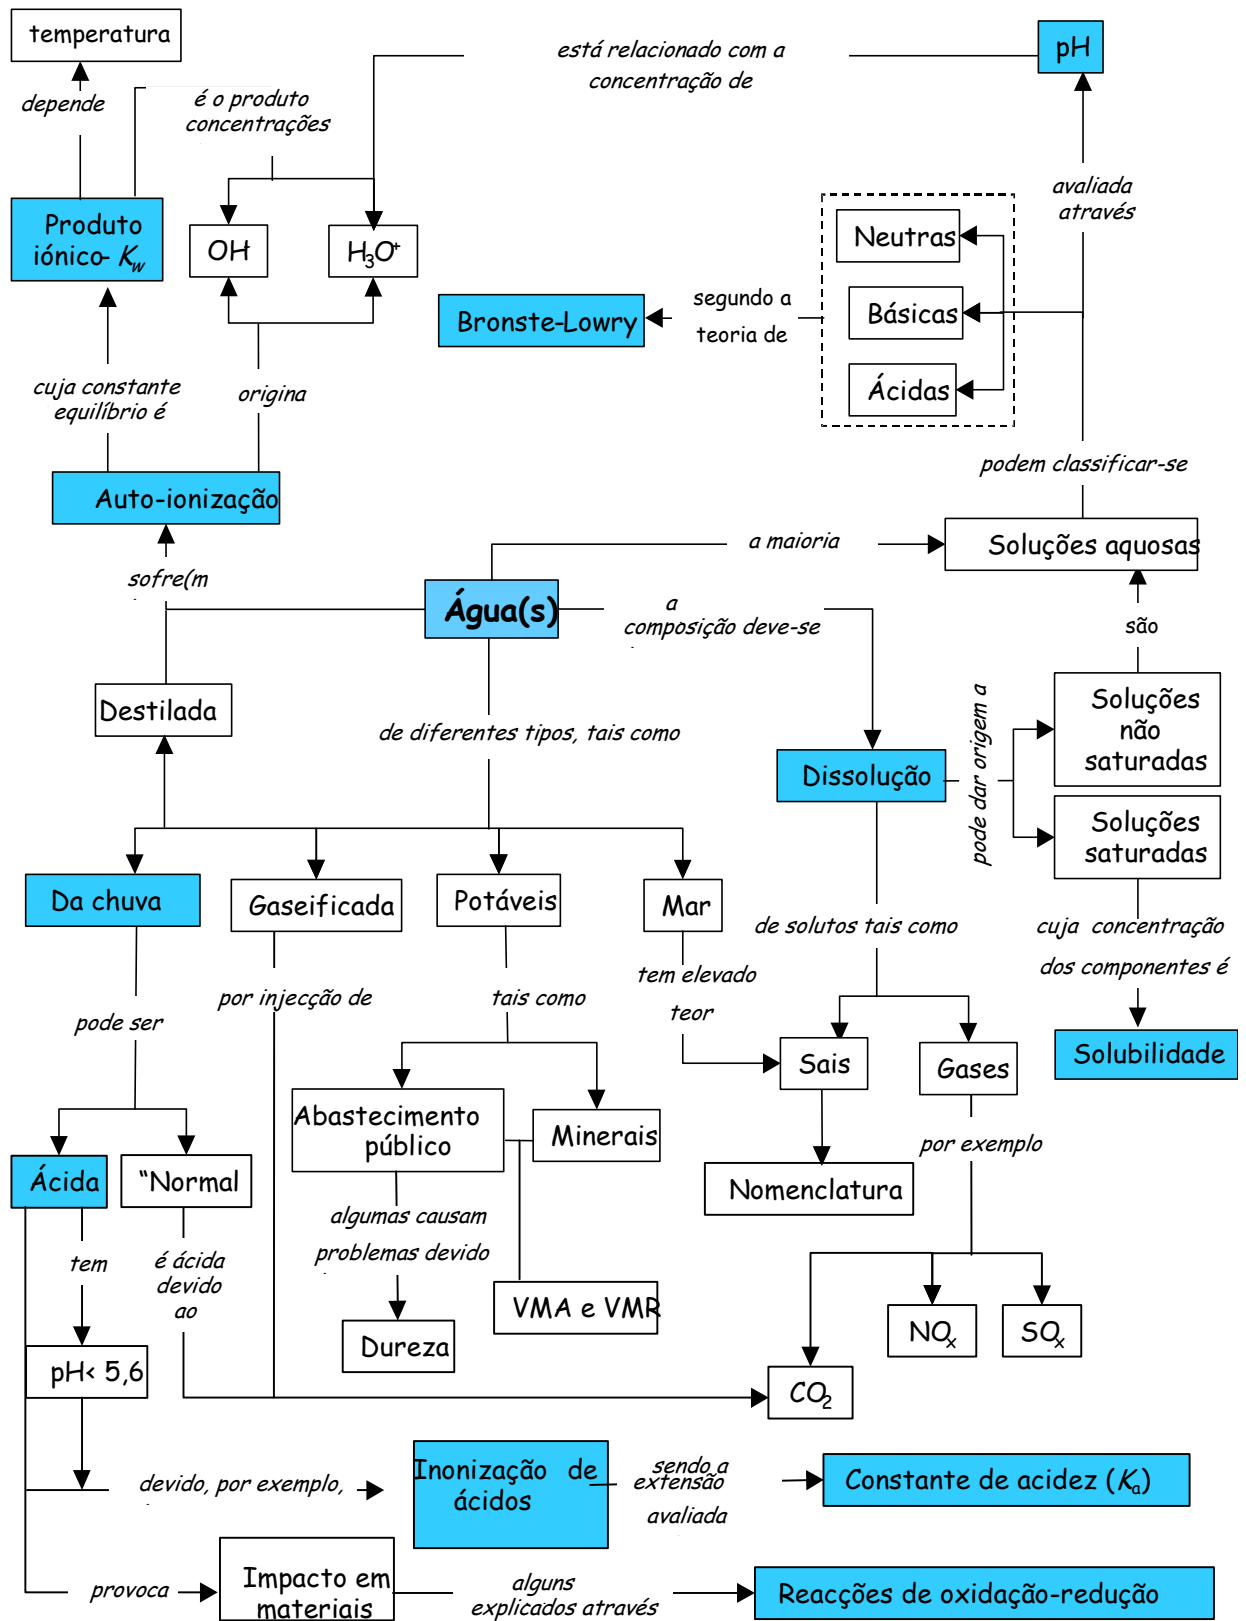 temperatura
está relacionado com a
concentração de
pH
depende
é o produto
concentrações
avaliada
através
Produto
iónico- Kw
OH
H3O+
Neutras
Básicas
Ácidas
segundo a
teoria de
Bronste-Lowry
cuja constante
equilíbrio é
origina
podem classificar-se
Auto-ionização
a maioria
Soluções aquosas
sofre(m
Água(s)
a
composição deve-se
são
Destilada
de diferentes tipos, tais como
Dissolução
pode dar origem a
Soluções
não
saturadas
Soluções
saturadas
Da chuva
Gaseificada
Potáveis
Mar
de solutos tais como
cuja concentração
dos componentes é
pode ser
por injecção de
tais como
tem elevado
teor
Sais
Gases
Solubilidade
Abastecimento
público
Minerais
por exemplo
Ácida
"Normal
Nomenclatura
algumas causam
problemas devido
tem
é ácida
devido
ao
VMA e VMR
Dureza
NOx
SOx
pH< 5,6
CO2
devido, por exemplo,
Inonização de
ácidos
sendo a
extensão
avaliada
Constante de acidez (Ka)
provoca
Impacto em
materiais
alguns
explicados através
Reacções de oxidação-redução